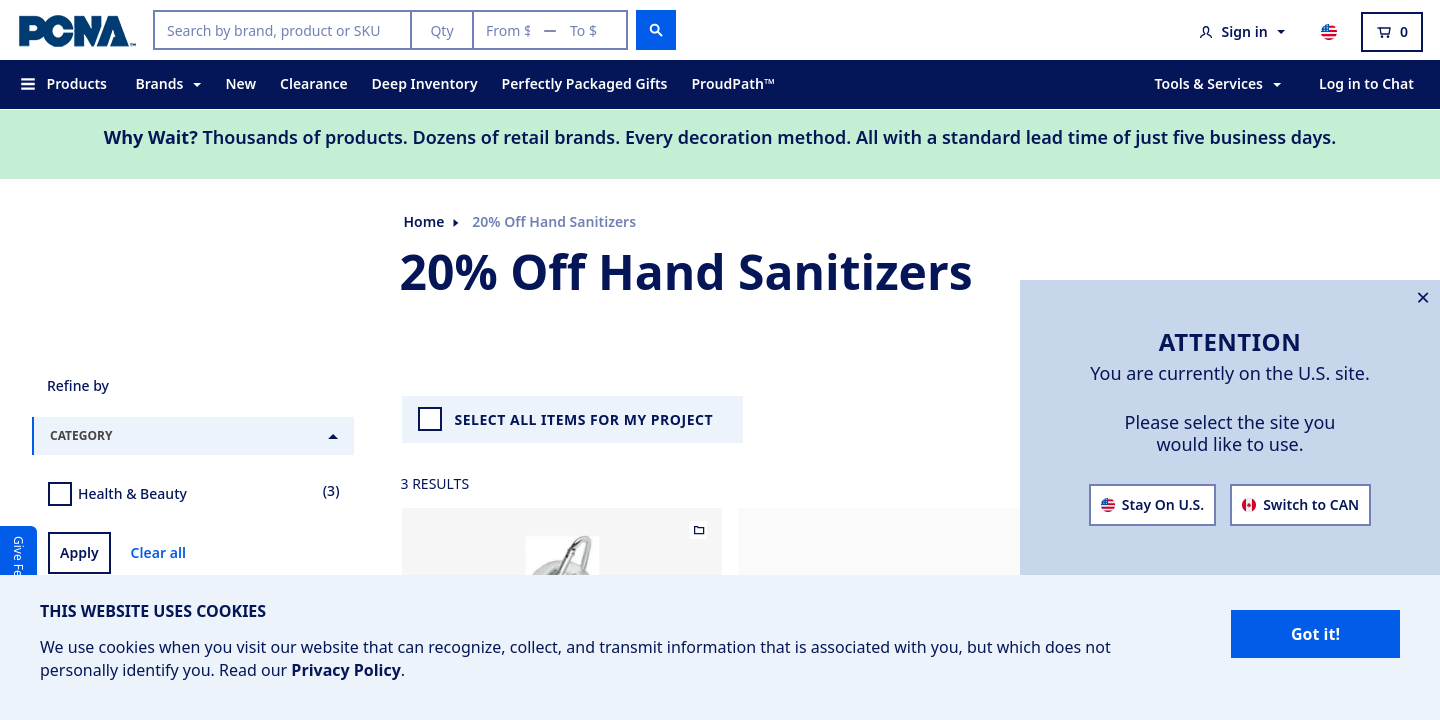 PCNA
Search by brand, product or SKU
Qty
From $ — To $
Sign in
0
Products
Brands
New
Clearance
Deep Inventory
Perfectly Packaged Gifts
ProudPath™
Tools & Services
Log in to Chat
Why Wait? Thousands of products. Dozens of retail brands. Every decoration method. All with a standard lead time of just five business days.
Home
20% Off Hand Sanitizers
20% Off Hand Sanitizers
Refine by
CATEGORY
Health & Beauty
(3)
Apply
Clear all
SELECT ALL ITEMS FOR MY PROJECT
3 RESULTS
ATTENTION
You are currently on the U.S. site.
Please select the site you
would like to use.
Stay On U.S.
Switch to CAN
Give
THIS WEBSITE USES COOKIES
We use cookies when you visit our website that can recognize, collect, and transmit information that is associated with you, but which does not
personally identify you. Read our Privacy Policy.
Got it!